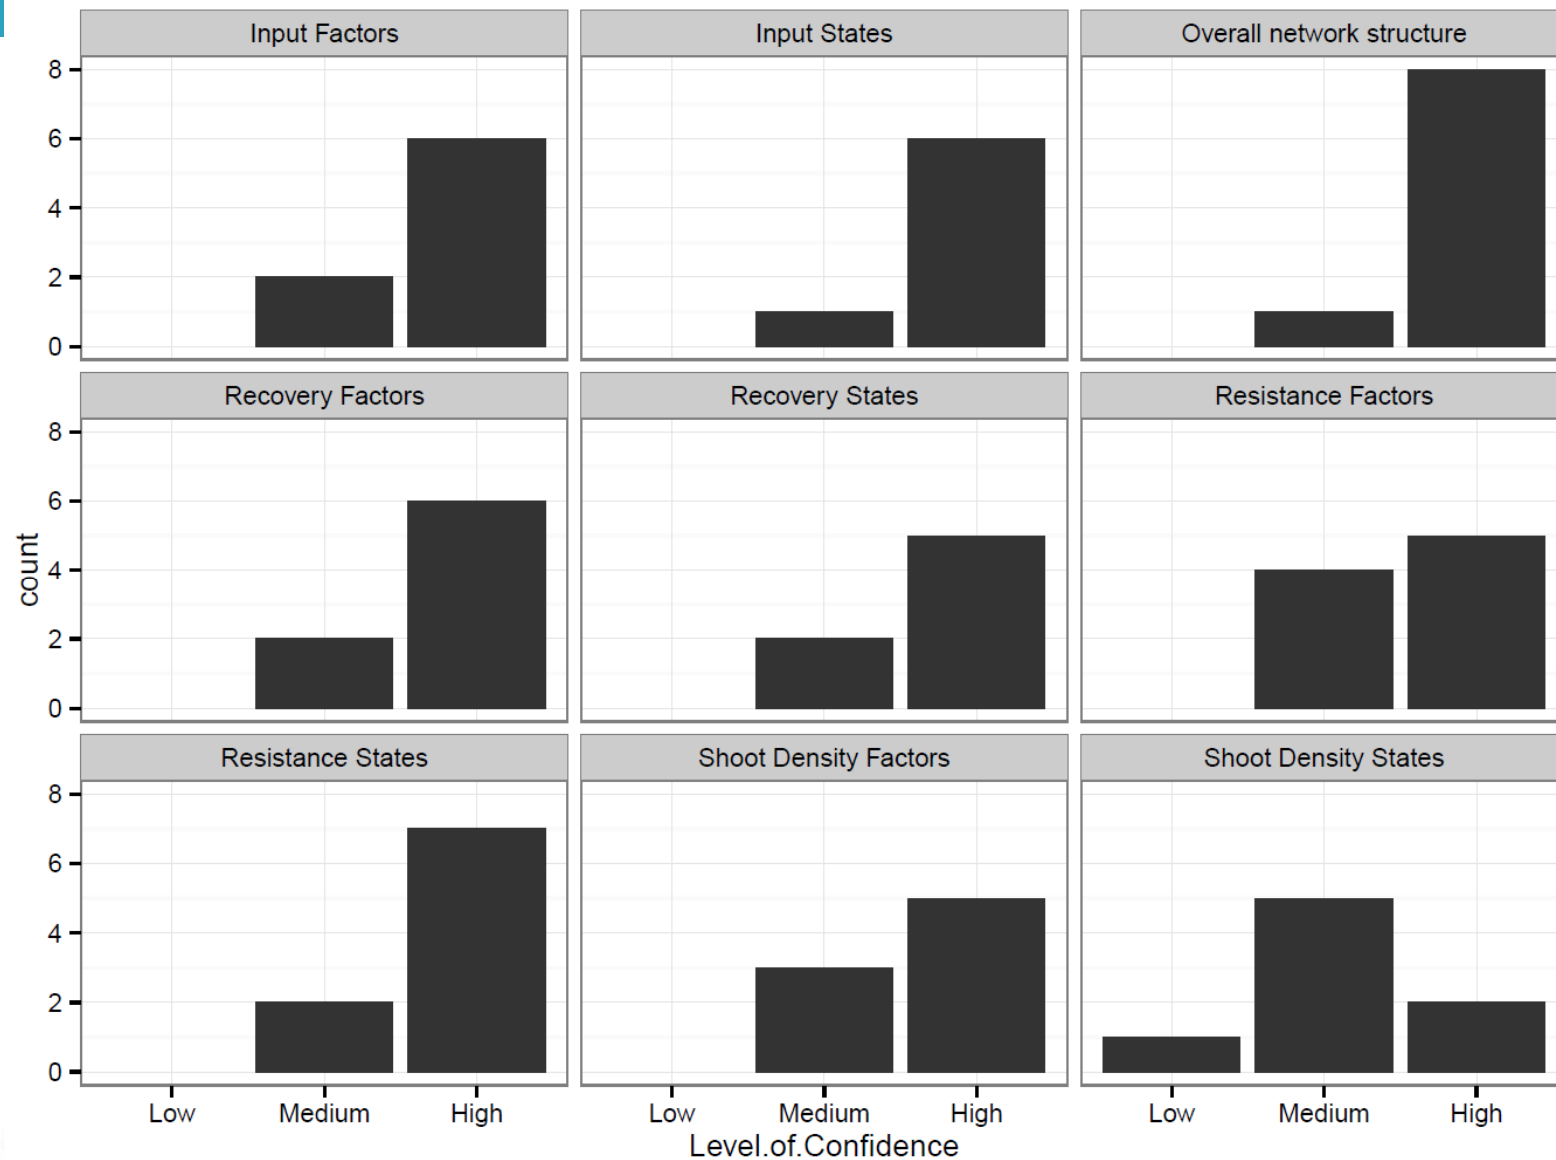 Input Factors
Input States
Overall network structure
8
6
4
2
0
Recovery Factors
Recovery States
Resistance Factors
8
6
4
2
0
count
Resistance States
Shoot Density Factors
Shoot Density States
8
6
4
2
0
Low Medium High
Low Medium High
Low Medium High
Level.of.Confidence